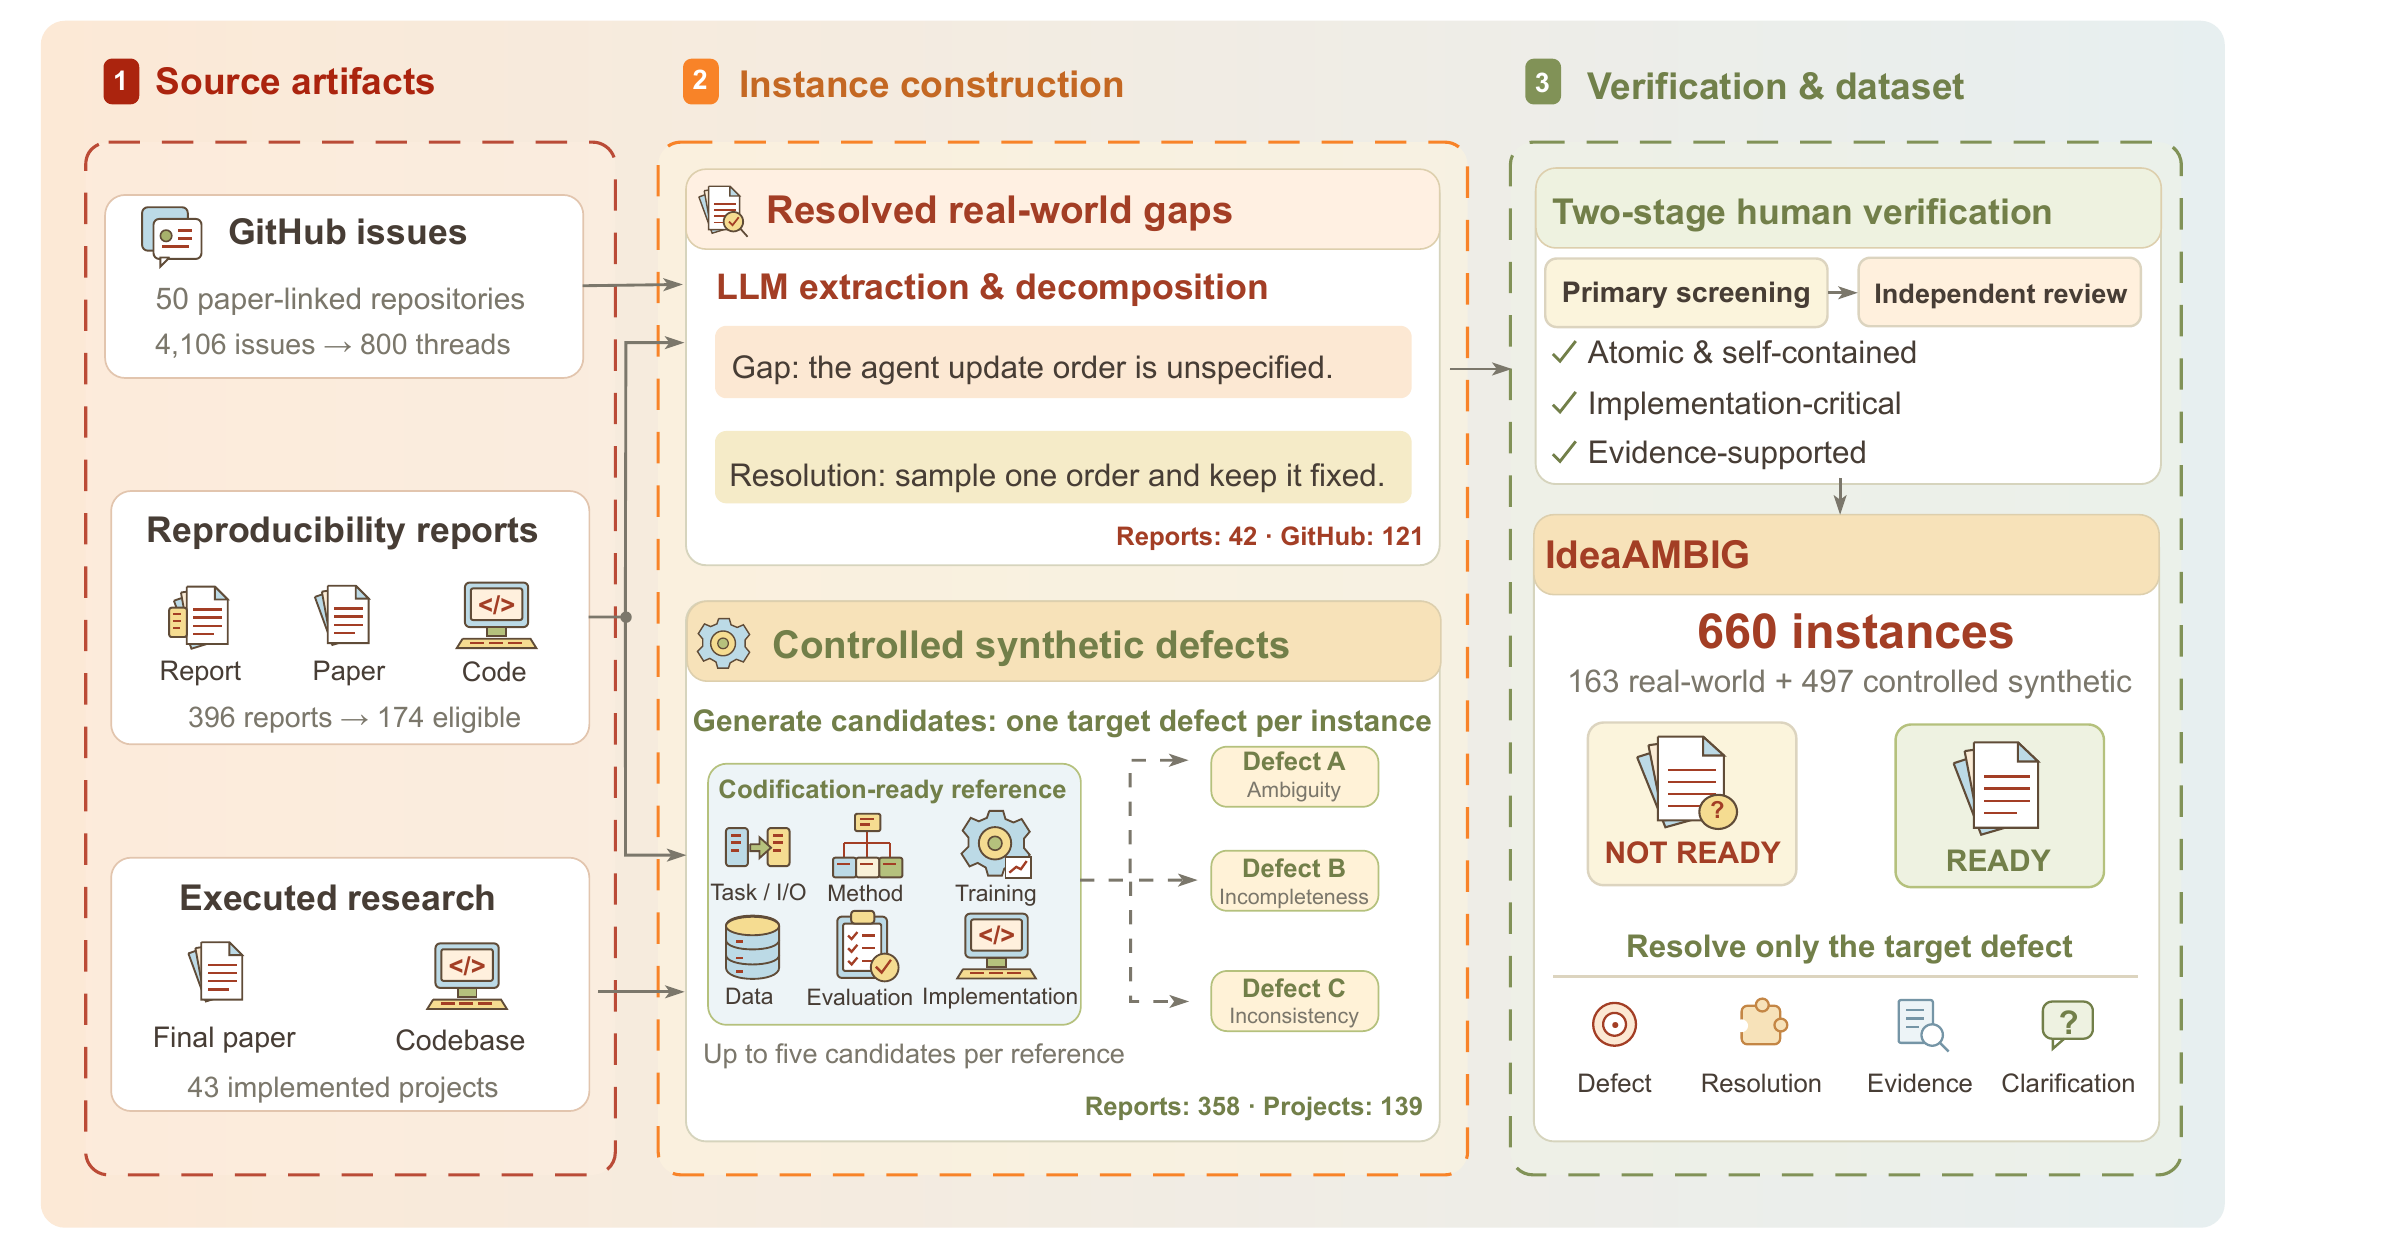 1 Source artifacts
GitHub issues
50 paper-linked repositories
4,106 issues → 800 threads
Reproducibility reports
</>
Report Paper Code
396 reports → 174 eligible
Executed research
</>
Final paper Codebase
43 implemented projects
2 Instance construction
Resolved real-world gaps
LLM extraction & decomposition
Gap: the agent update order is unspecified.
Resolution: sample one order and keep it fixed.
Reports: 42 · GitHub: 121
Controlled synthetic defects
Generate candidates: one target defect per instance
Codification-ready reference
Task / I/O Method Training
</>
Data Evaluation Implementation
Defect A
Ambiguity
Defect B
Incompleteness
Defect C
Inconsistency
Up to five candidates per reference
Reports: 358 · Projects: 139
3 Verification & dataset
Two-stage human verification
Primary screening Independent review
✓ Atomic & self-contained
✓ Implementation-critical
✓ Evidence-supported
IdeaAMBIG
660 instances
163 real-world + 497 controlled synthetic
?
NOT READY READY
Resolve only the target defect
?
Defect Resolution Evidence Clarification